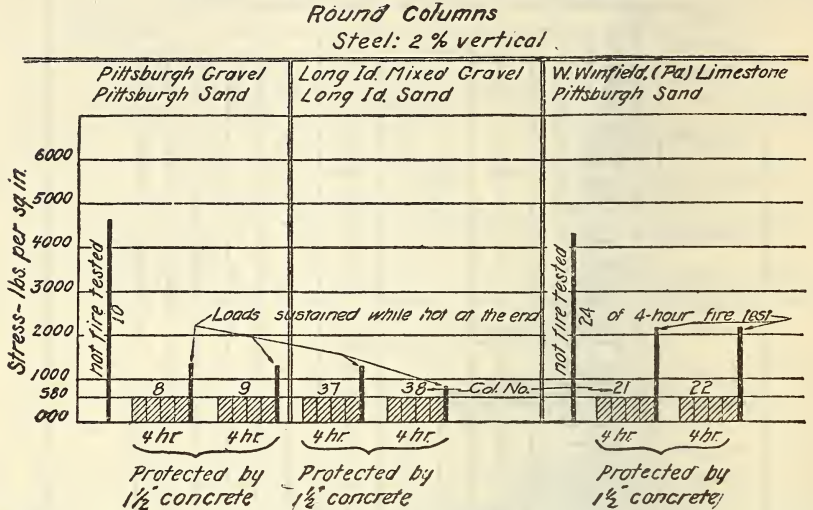 Round Columns
Steel: 2 % vertical
Pittsburgh Gravel
Pittsburgh Sand
Long Id. Mixed Gravel
Long Id. Sand
W. Winfield, (Pa) Limestone
Pittsburgh Sand
Stress - lbs. per sq in.
6000
5000
4000
3000
2000
1000
580
000
not fire tested
10
not fire tested
24
Loads sustained while hot at the end of 4-hour fire test
8
9
37
38
Col. No.
21
22
4 hr.
4 hr.
4 hr.
4 hr.
4 hr.
4 hr.
Protected by
1½" concrete
Protected by
1½" concrete
Protected by
1½" concrete